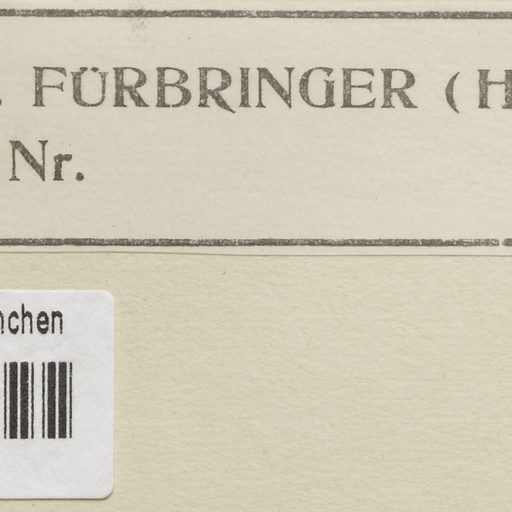 . FÜRBRINGER (H
Nr.
nchen